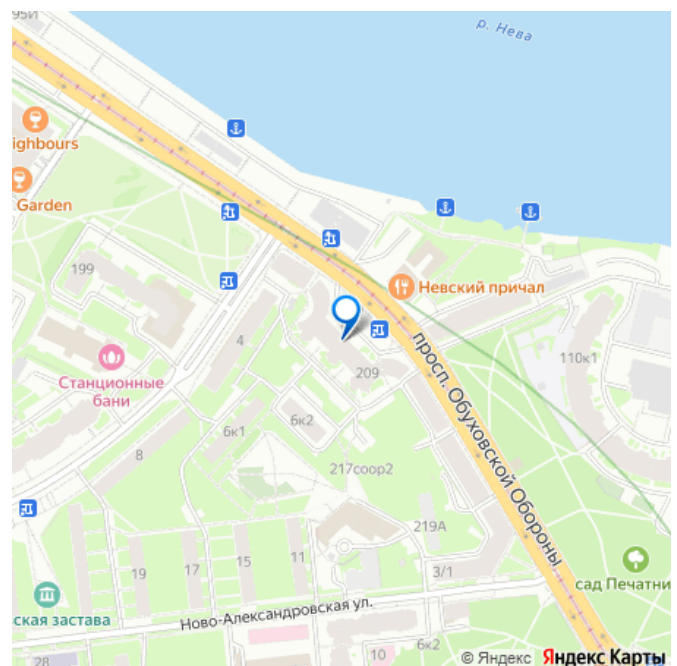 95И
р. Нева
ighbours
Garden
199
Невский причал
4
просп. Обуховской Обороны
110к1
Станционные
бани
209
6к2
6к1
8
217соор2
219А
11
15
17
19
3/1
сад Печатни
ская застава
Ново-Александровская ул.
6к2
10
28
© Яндекс Яндекс Карты